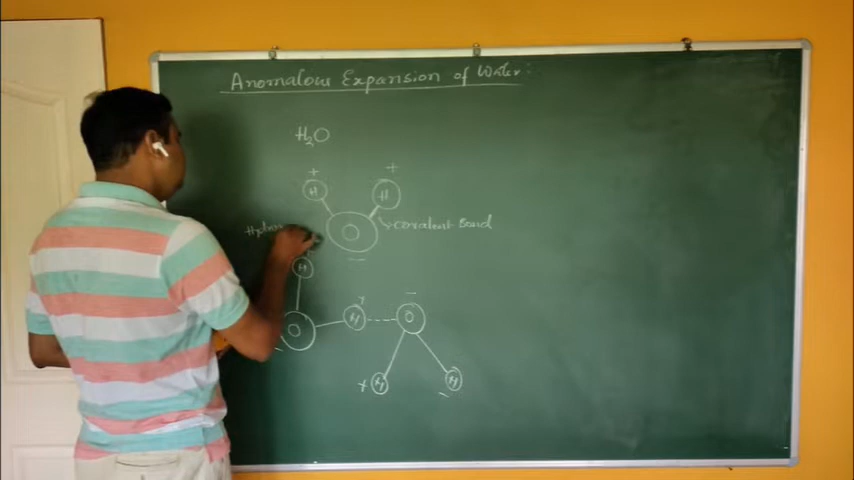 Anomalous Expansion of Water:
H2O
+ +
H H
O
covalent Bond
–
H
+ –
O H O
+ H H